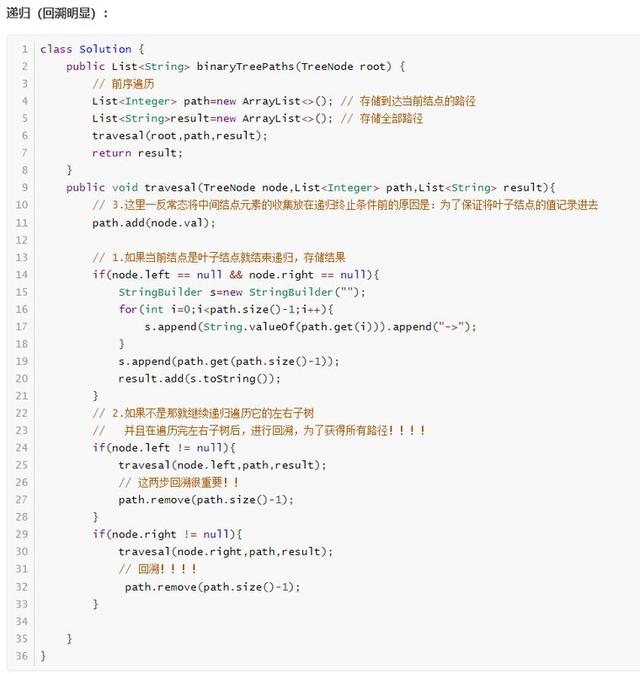 递归（回溯明显）：
1 class Solution {
2     public List<String> binaryTreePaths(TreeNode root) {
3         // 前序遍历
4         List<Integer> path=new ArrayList<>(); // 存储到达当前结点的路径
5         List<String>result=new ArrayList<>(); // 存储全部路径
6         travesal(root,path,result);
7         return result;
8     }
9     public void travesal(TreeNode node,List<Integer> path,List<String> result){
10         // 3.这里一反常态将中间结点元素的收集放在递归终止条件前的原因是：为了保证将叶子结点的值记录进去
11         path.add(node.val);
12
13         // 1.如果当前结点是叶子结点就结束递归，存储结果
14         if(node.left == null && node.right == null){
15             StringBuilder s=new StringBuilder("");
16             for(int i=0;i<path.size()-1;i++){
17                 s.append(String.valueOf(path.get(i))).append("->");
18             }
19             s.append(path.get(path.size()-1));
20             result.add(s.toString());
21         }
22         // 2.如果不是那就继续递归遍历它的左右子树
23         //   并且在遍历完左右子树后，进行回溯，为了获得所有路径！！！！
24         if(node.left != null){
25             travesal(node.left,path,result);
26             // 这两步回溯很重要！！
27             path.remove(path.size()-1);
28         }
29         if(node.right != null){
30             travesal(node.right,path,result);
31             // 回溯！！！！
32              path.remove(path.size()-1);
33         }
34
35     }
36 }